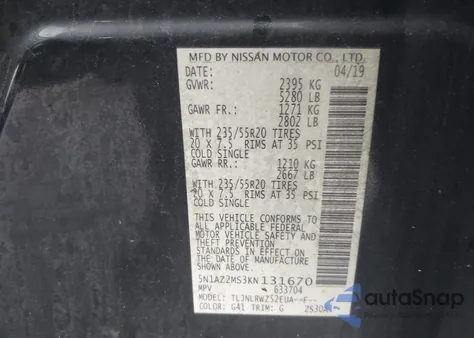 MFD BY NISSAN MOTOR CO., LTD.
DATE: 04/19
GVWR: 2395 KG
5280 LB
GAWR FR.: 1271 KG
2802 LB
WITH 235/55R20 TIRES
20 X 7.5 RIMS AT 35 PSI
COLD SINGLE
GAWR RR.: 1210 KG
2667 LB
WITH 235/55R20 TIRES
20 X 7.5 RIMS AT 35 PSI
COLD SINGLE
THIS VEHICLE CONFORMS TO
ALL APPLICABLE FEDERAL
MOTOR VEHICLE SAFETY AND
THEFT PREVENTION STANDARDS
IN EFFECT ON THE DATE OF
MANUFACTURE SHOWN ABOVE.
5N1AZ2MS3KN131670
MPV 633704
MODEL: TLJNLRWZ52EUA--F--
COLOR: G41 TRIM: G
autoSnap